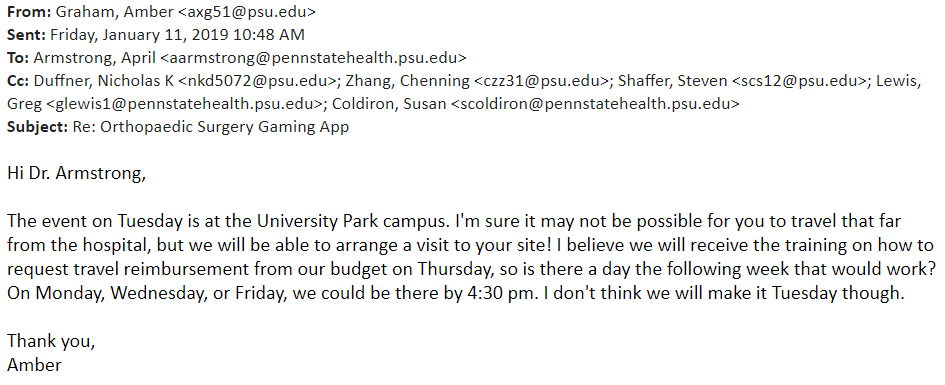 From: Graham, Amber <axg51@psu.edu>
Sent: Friday, January 11, 2019 10:48 AM
To: Armstrong, April <aarmstrong@pennstatehealth.psu.edu>
Cc: Duffner, Nicholas K <nkd5072@psu.edu>; Zhang, Chenning <czz31@psu.edu>; Shaffer, Steven <scs12@psu.edu>; Lewis,
Greg <glewis1@pennstatehealth.psu.edu>; Coldiron, Susan <scoldiron@pennstatehealth.psu.edu>
Subject: Re: Orthopaedic Surgery Gaming App
Hi Dr. Armstrong,
The event on Tuesday is at the University Park campus. I'm sure it may not be possible for you to travel that far
from the hospital, but we will be able to arrange a visit to your site! I believe we will receive the training on how to
request travel reimbursement from our budget on Thursday, so is there a day the following week that would work?
On Monday, Wednesday, or Friday, we could be there by 4:30 pm. I don't think we will make it Tuesday though.
Thank you,
Amber